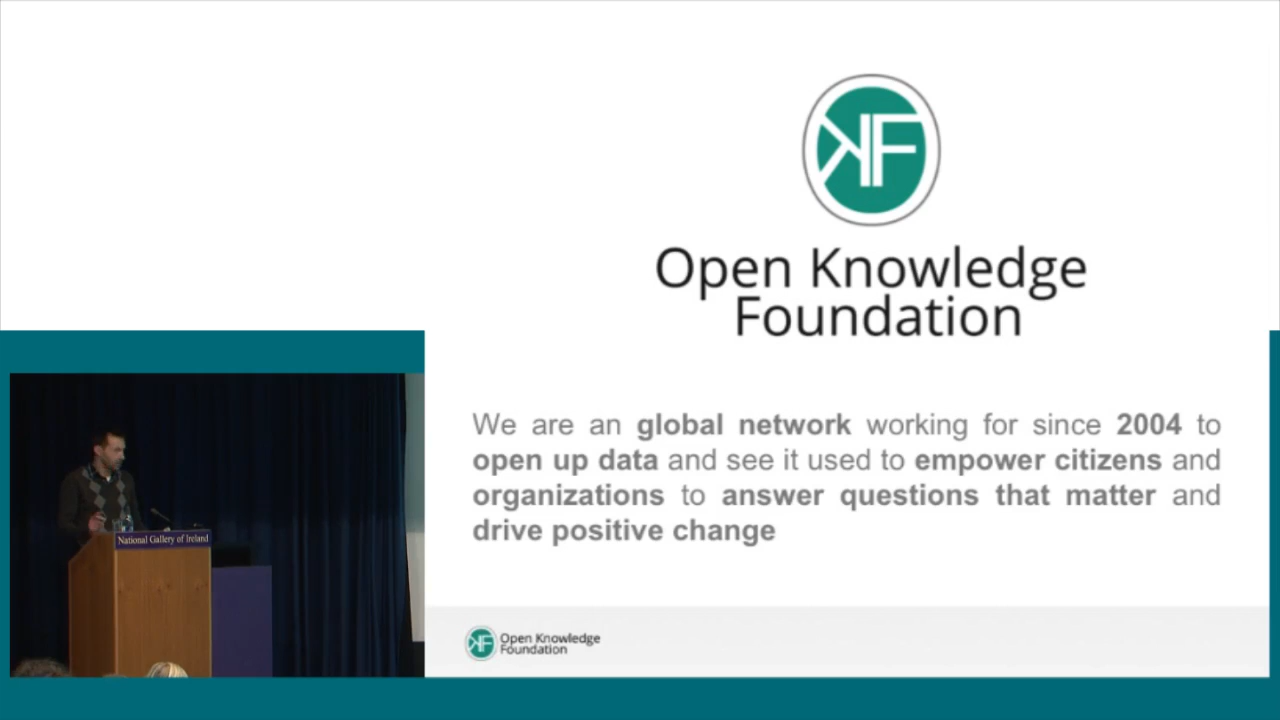 KF
Open Knowledge
Foundation
We are an global network working for since 2004 to
open up data and see it used to empower citizens and
organizations to answer questions that matter and
drive positive change
National Gallery of Ireland
KF
Open Knowledge
Foundation